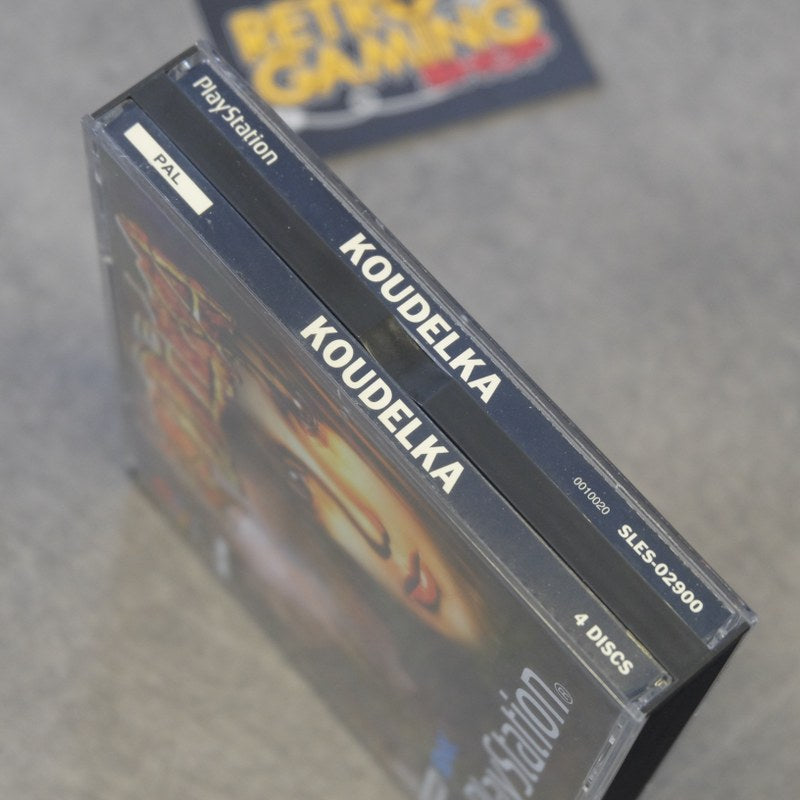 RETRO
GAMING
PlayStation
KOUDELKA
0010020
SLES-02900
PAL
KOUDELKA
4 DISCS
PlayStation®